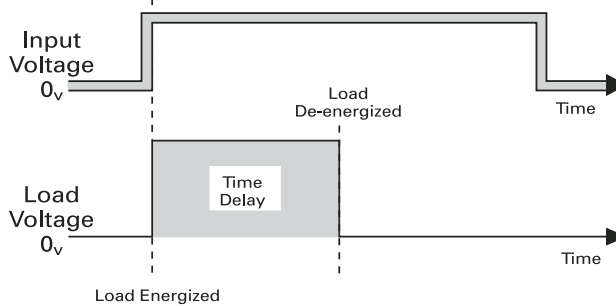 Input
Voltage
0v
Time
Load
De-energized
Time
Delay
Load
Voltage
0v
Time
Load Energized